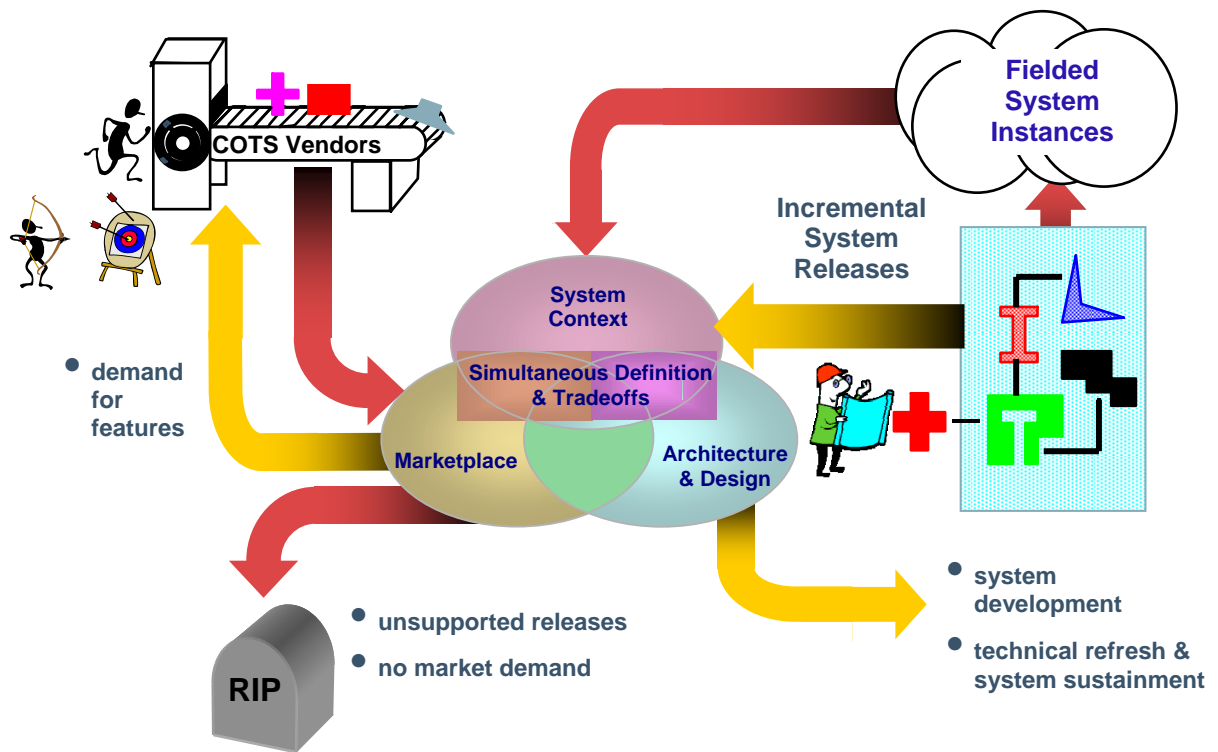 COTS Vendors
Fielded
System
Instances
Incremental
System
Releases
System
Context
• demand
for
features
Simultaneous Definition
& Tradeoffs
Marketplace
Architecture
& Design
RIP
• unsupported releases
• no market demand
• system
development
• technical refresh &
system sustainment